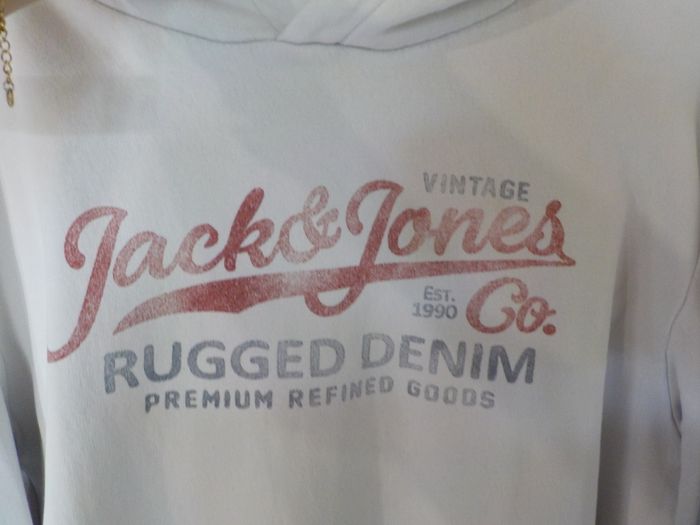 VINTAGE
Jack&Jones
EST. 1990 Co.
RUGGED DENIM
PREMIUM REFINED GOODS